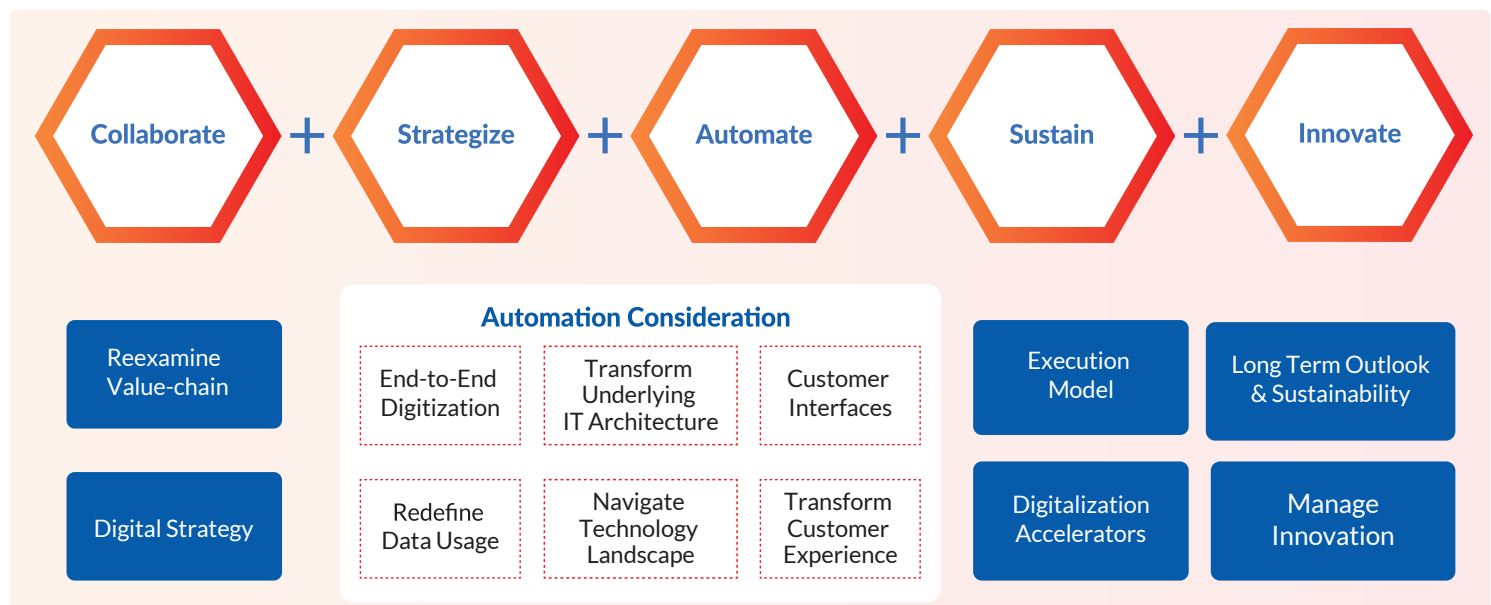 Collaborate + Strategize + Automate + Sustain + Innovate
Reexamine
Value-chain
Digital Strategy
Automation Consideration
End-to-End
Digitization
Transform
Underlying
IT Architecture
Customer
Interfaces
Redefine
Data Usage
Navigate
Technology
Landscape
Transform
Customer
Experience
Execution
Model
Long Term Outlook
& Sustainability
Digitalization
Accelerators
Manage
Innovation